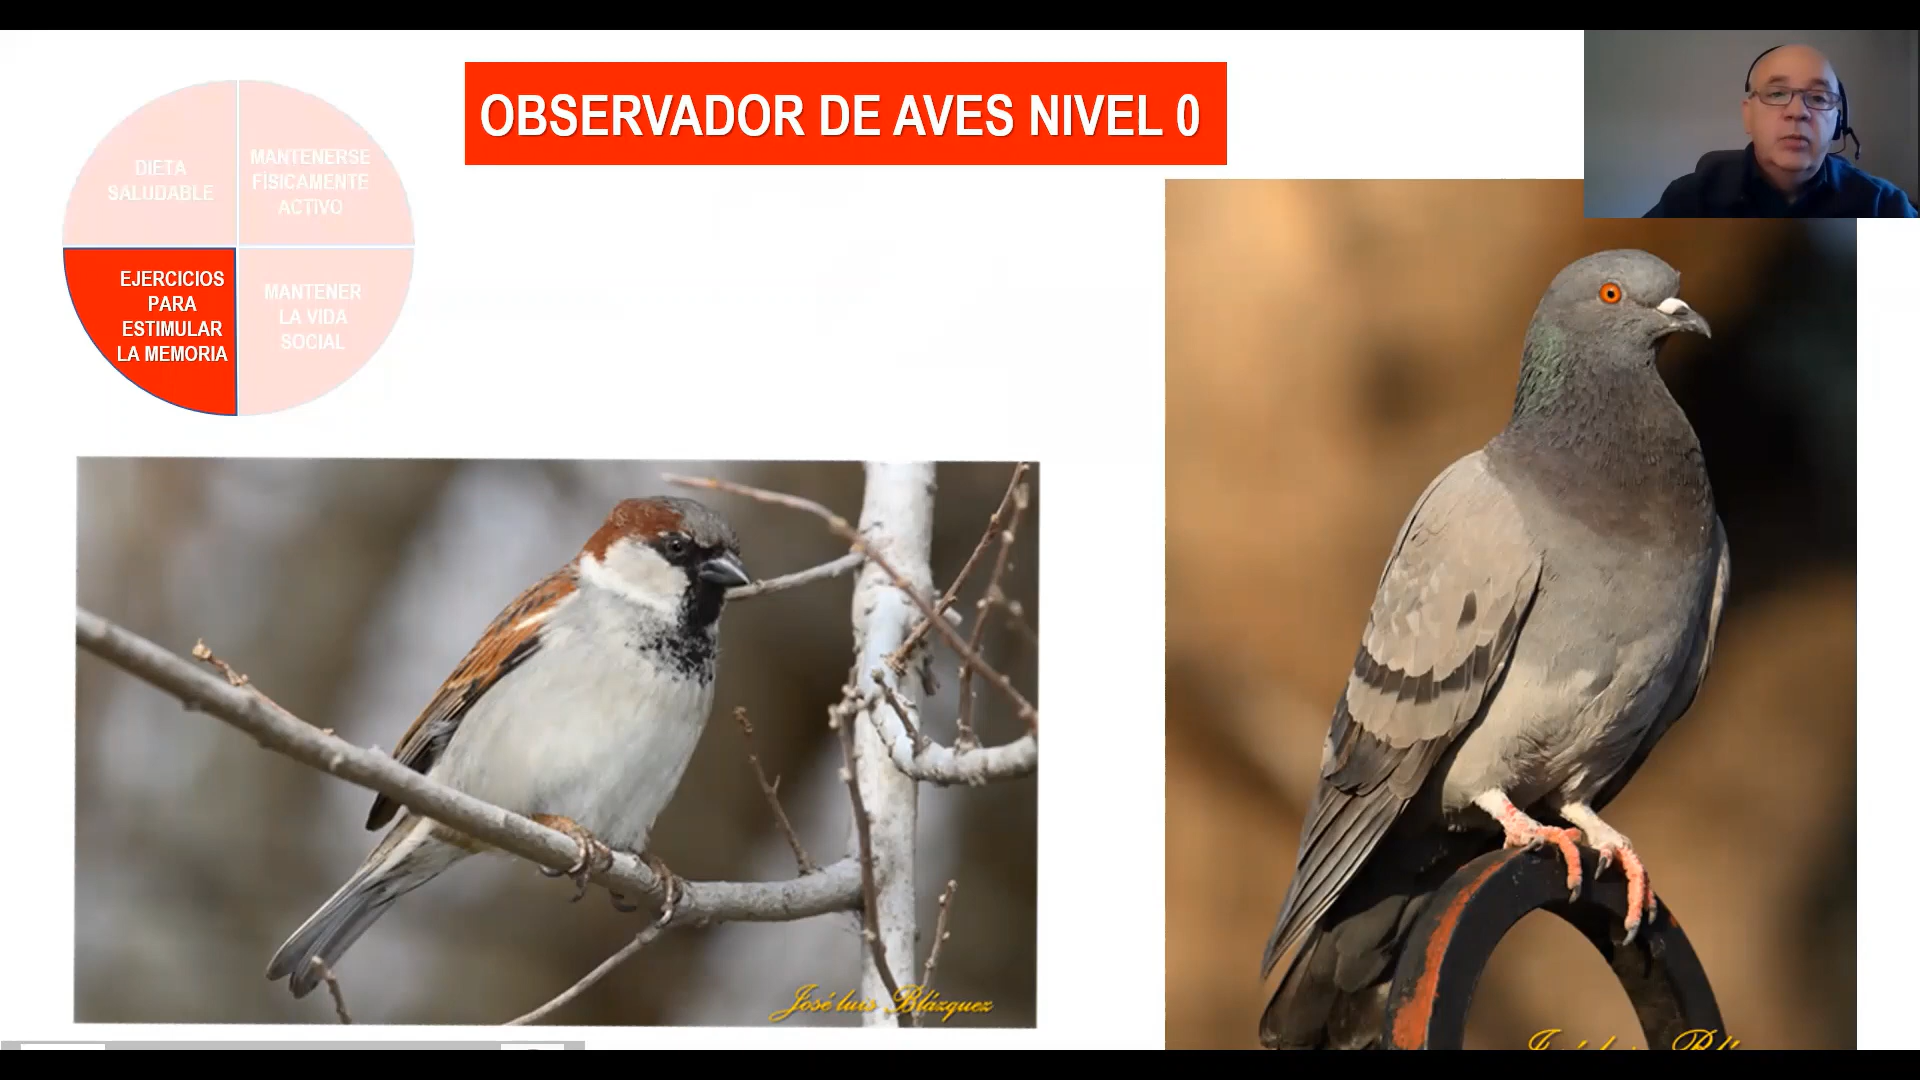 OBSERVADOR DE AVES NIVEL 0
DIETA
SALUDABLE
MANTENERSE
FÍSICAMENTE
ACTIVO
EJERCICIOS
PARA
ESTIMULAR
LA MEMORIA
MANTENER
LA VIDA
SOCIAL
José luis Blázquez